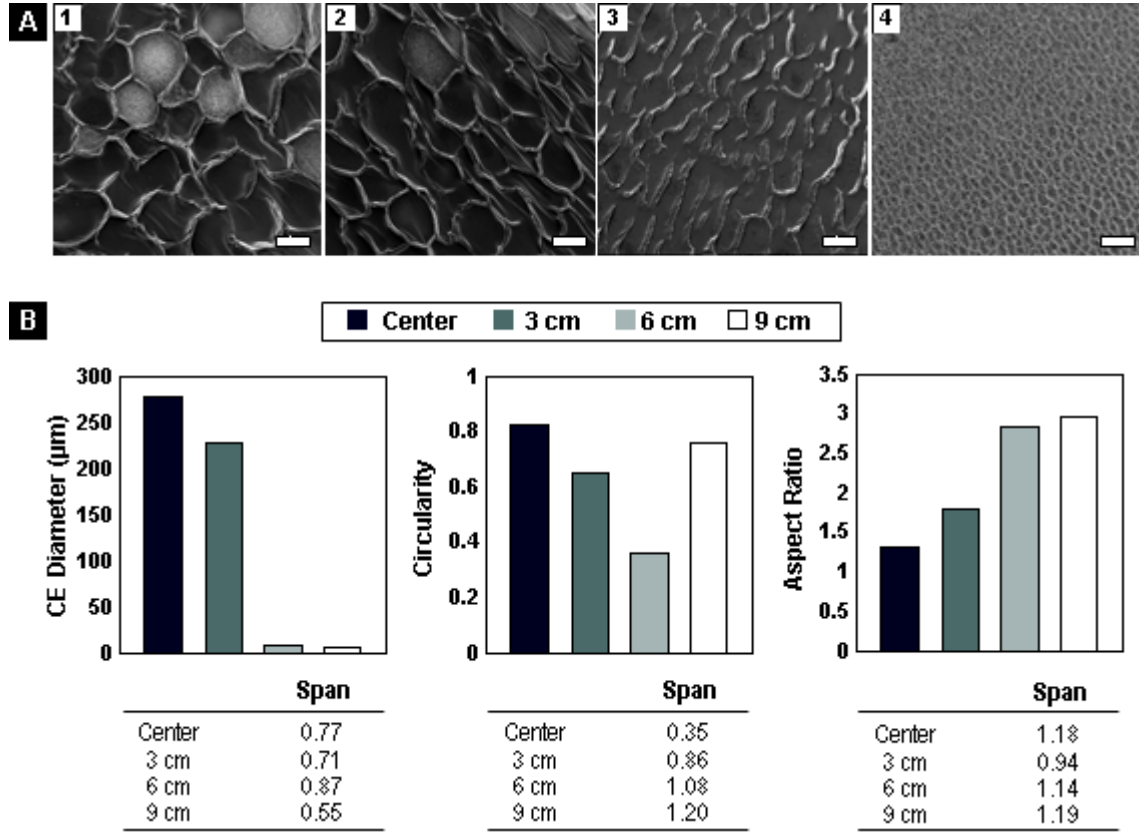 A 1 2 3 4
B
Center 3 cm 6 cm 9 cm
300
250
200
150
100
50
0
CE Diameter (µm)
1
0.8
0.6
0.4
0.2
0
Circularity
3.5
3
2.5
2
1.5
1
0.5
0
Aspect Ratio
Span
Center 0.77
3 cm 0.71
6 cm 0.87
9 cm 0.55
Span
Center 0.35
3 cm 0.86
6 cm 1.08
9 cm 1.20
Span
Center 1.18
3 cm 0.94
6 cm 1.14
9 cm 1.19